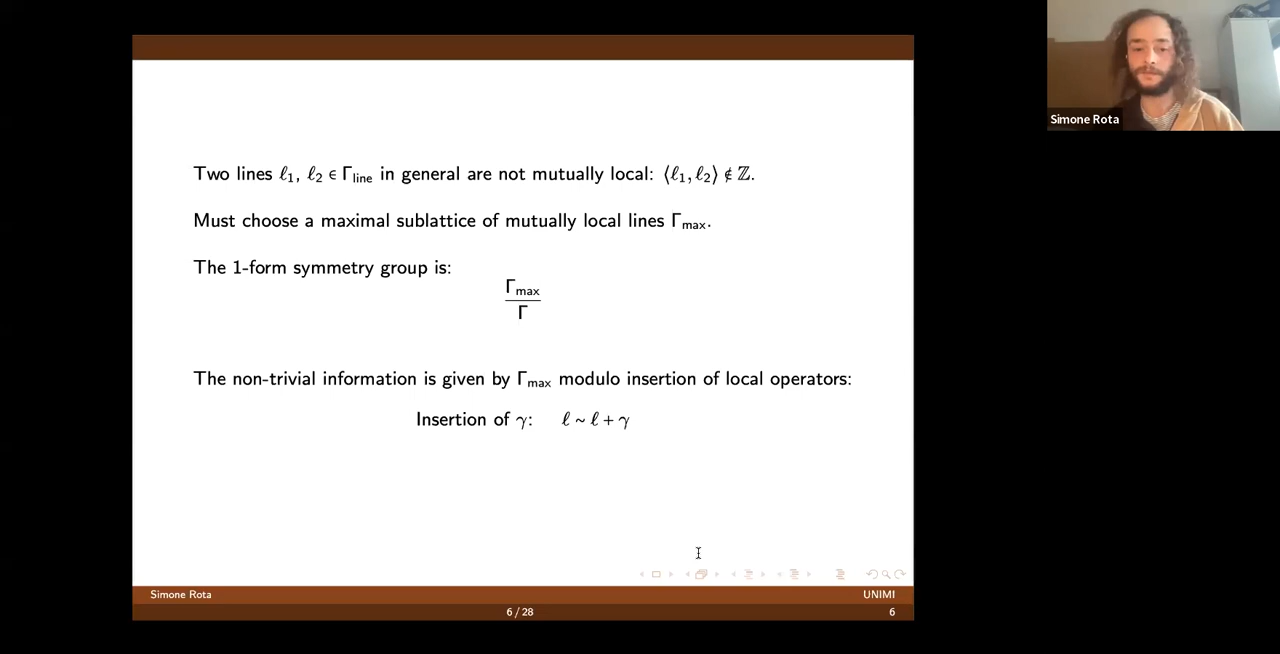 Two lines ℓ₁, ℓ₂ ∈ Γ_line in general are not mutually local: ⟨ℓ₁, ℓ₂⟩ ∉ ℤ.
Must choose a maximal sublattice of mutually local lines Γ_max.
The 1-form symmetry group is:
Γ_max
Γ
The non-trivial information is given by Γ_max modulo insertion of local operators:
Insertion of γ: ℓ ~ ℓ + γ
Simone Rota
UNIMI
6 / 28
6
Simone Rota